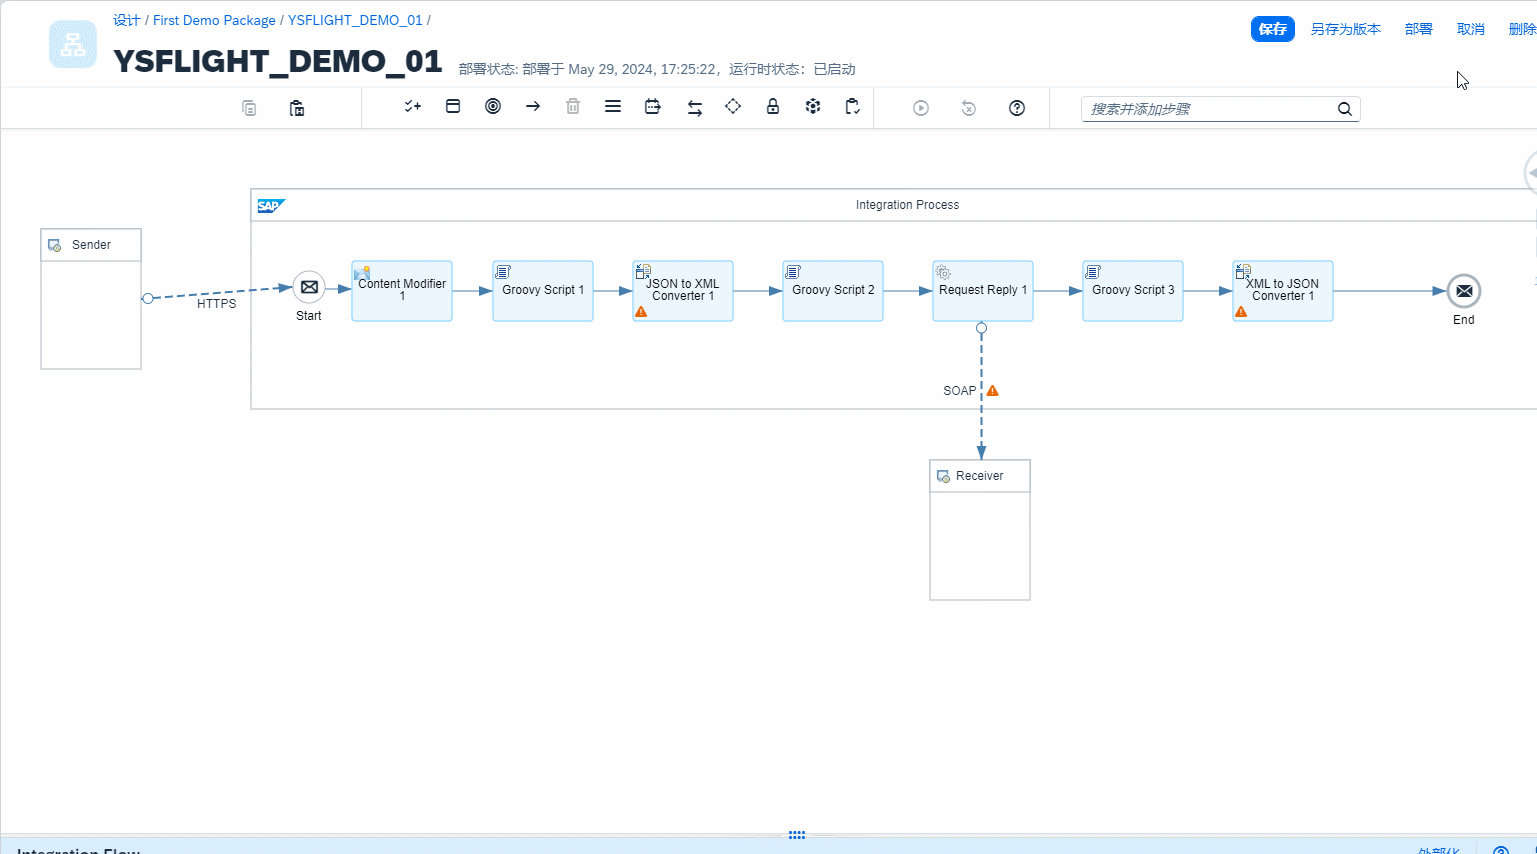 设计 / First Demo Package / YSFLIGHT_DEMO_01 /
保存 另存为版本 部署 取消 删除
YSFLIGHT_DEMO_01
部署状态: 部署于 May 29, 2024, 17:25:22, 运行时状态: 已启动
搜索并添加步骤
SAP
Integration Process
Sender
HTTPS
Start
Content Modifier
1
Groovy Script 1
JSON to XML
Converter 1
Groovy Script 2
Request Reply 1
Groovy Script 3
XML to JSON
Converter 1
End
SOAP
Receiver
Integration Flow
外部化